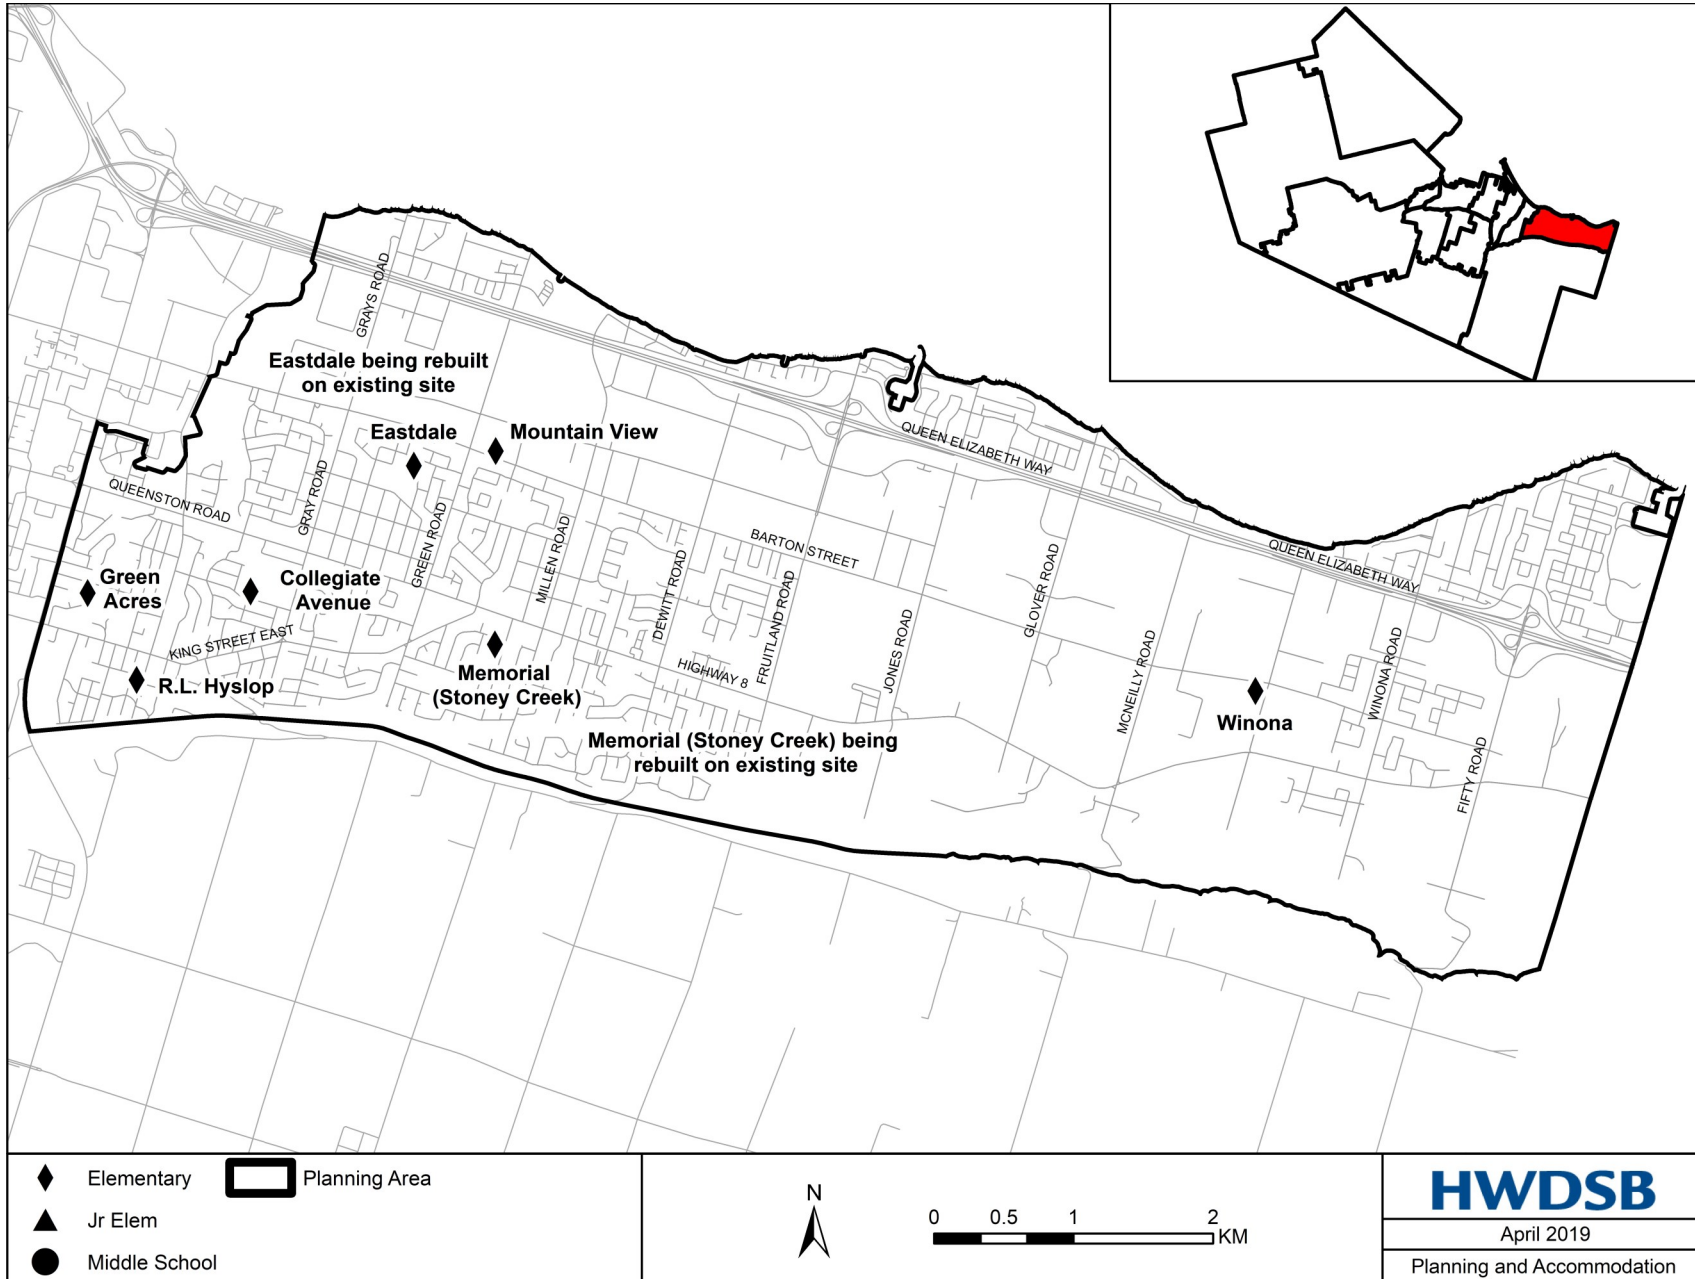 GRAYS ROAD
Eastdale being rebuilt
on existing site
Eastdale
Mountain View
QUEEN ELIZABETH WAY
QUEENSTON ROAD
GRAY ROAD
GREEN ROAD
MILLEN ROAD
BARTON STREET
DEWITT ROAD
FRUITLAND ROAD
GLOVER ROAD
QUEEN ELIZABETH WAY
Green
Acres
Collegiate
Avenue
KING STREET EAST
JONES ROAD
MCNEILLY ROAD
WINONA ROAD
R.L. Hyslop
Memorial
(Stoney Creek)
HIGHWAY 8
Winona
Memorial (Stoney Creek) being
rebuilt on existing site
FIFTY ROAD
Elementary
Planning Area
Jr Elem
Middle School
N
0 0.5 1 2
KM
HWDSB
April 2019
Planning and Accommodation